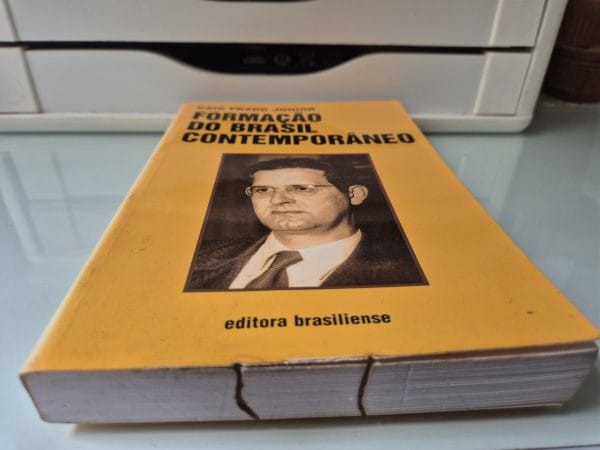 CAIO PRADO JÚNIOR
FORMAÇÃO
DO BRASIL
CONTEMPORÂNEO
editora brasiliense